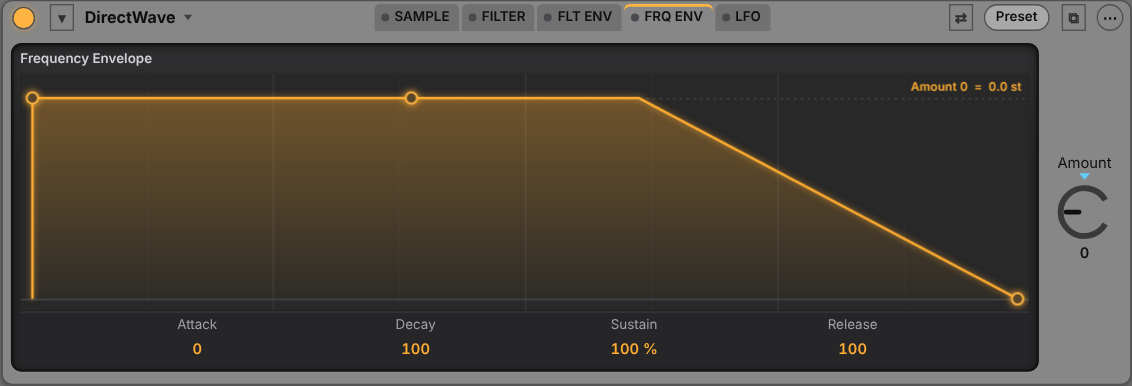 DirectWave
SAMPLE
FILTER
FLT ENV
FRQ ENV
LFO
Preset
Frequency Envelope
Amount 0 = 0.0 st
Amount
0
Attack
Decay
Sustain
Release
0
100
100 %
100